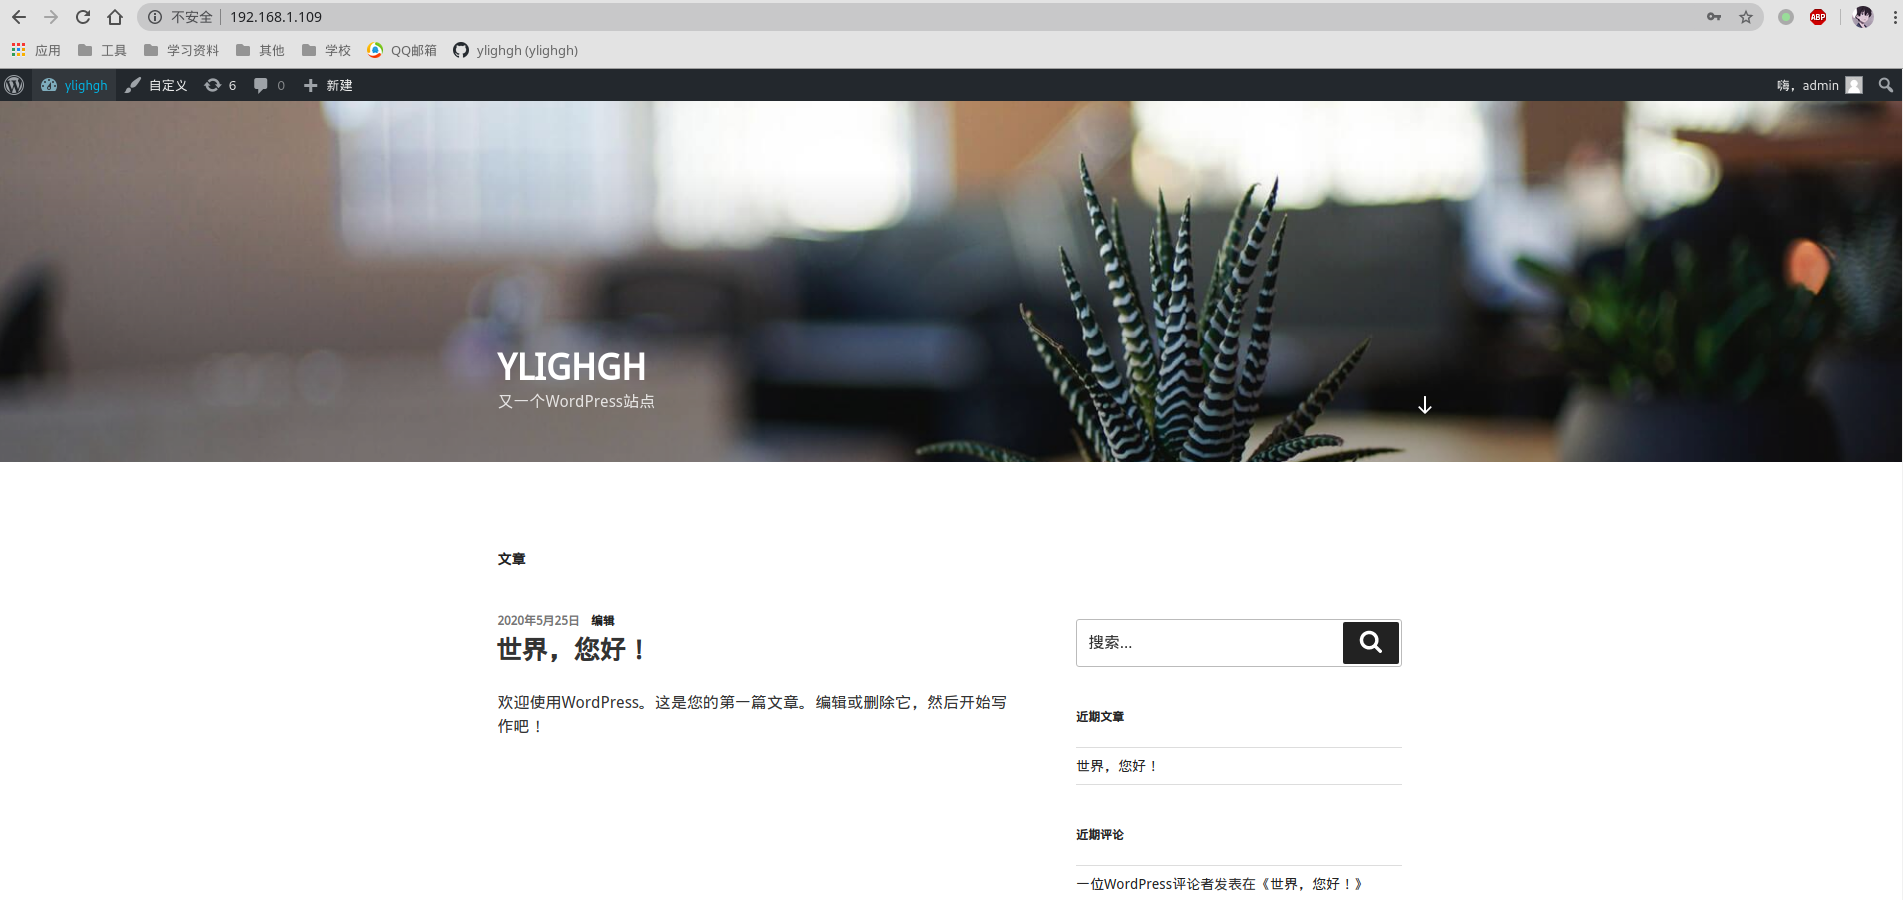 不安全 192.168.1.109
ABP
应用 工具 学习资料 其他 学校 QQ邮箱 ylighgh (ylighgh)
ylighgh 自定义 6 0 新建 嗨，admin
YLIGHGH
又一个WordPress站点
文章
2020年5月25日 编辑
世界，您好！
欢迎使用WordPress。这是您的第一篇文章。编辑或删除它，然后开始写
作吧！
搜索...
近期文章
世界，您好！
近期评论
一位WordPress评论者发表在《世界，您好！》